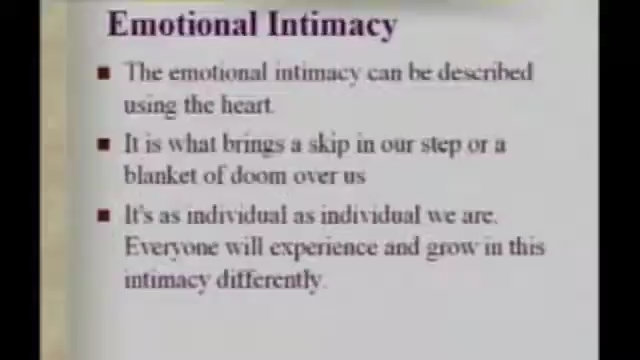 Emotional Intimacy
■ The emotional intimacy can be described
using the heart.
■ It is what brings a skip in our step or a
blanket of doom over us
■ It's as individual as individual we are.
Everyone will experience and grow in this
intimacy differently.